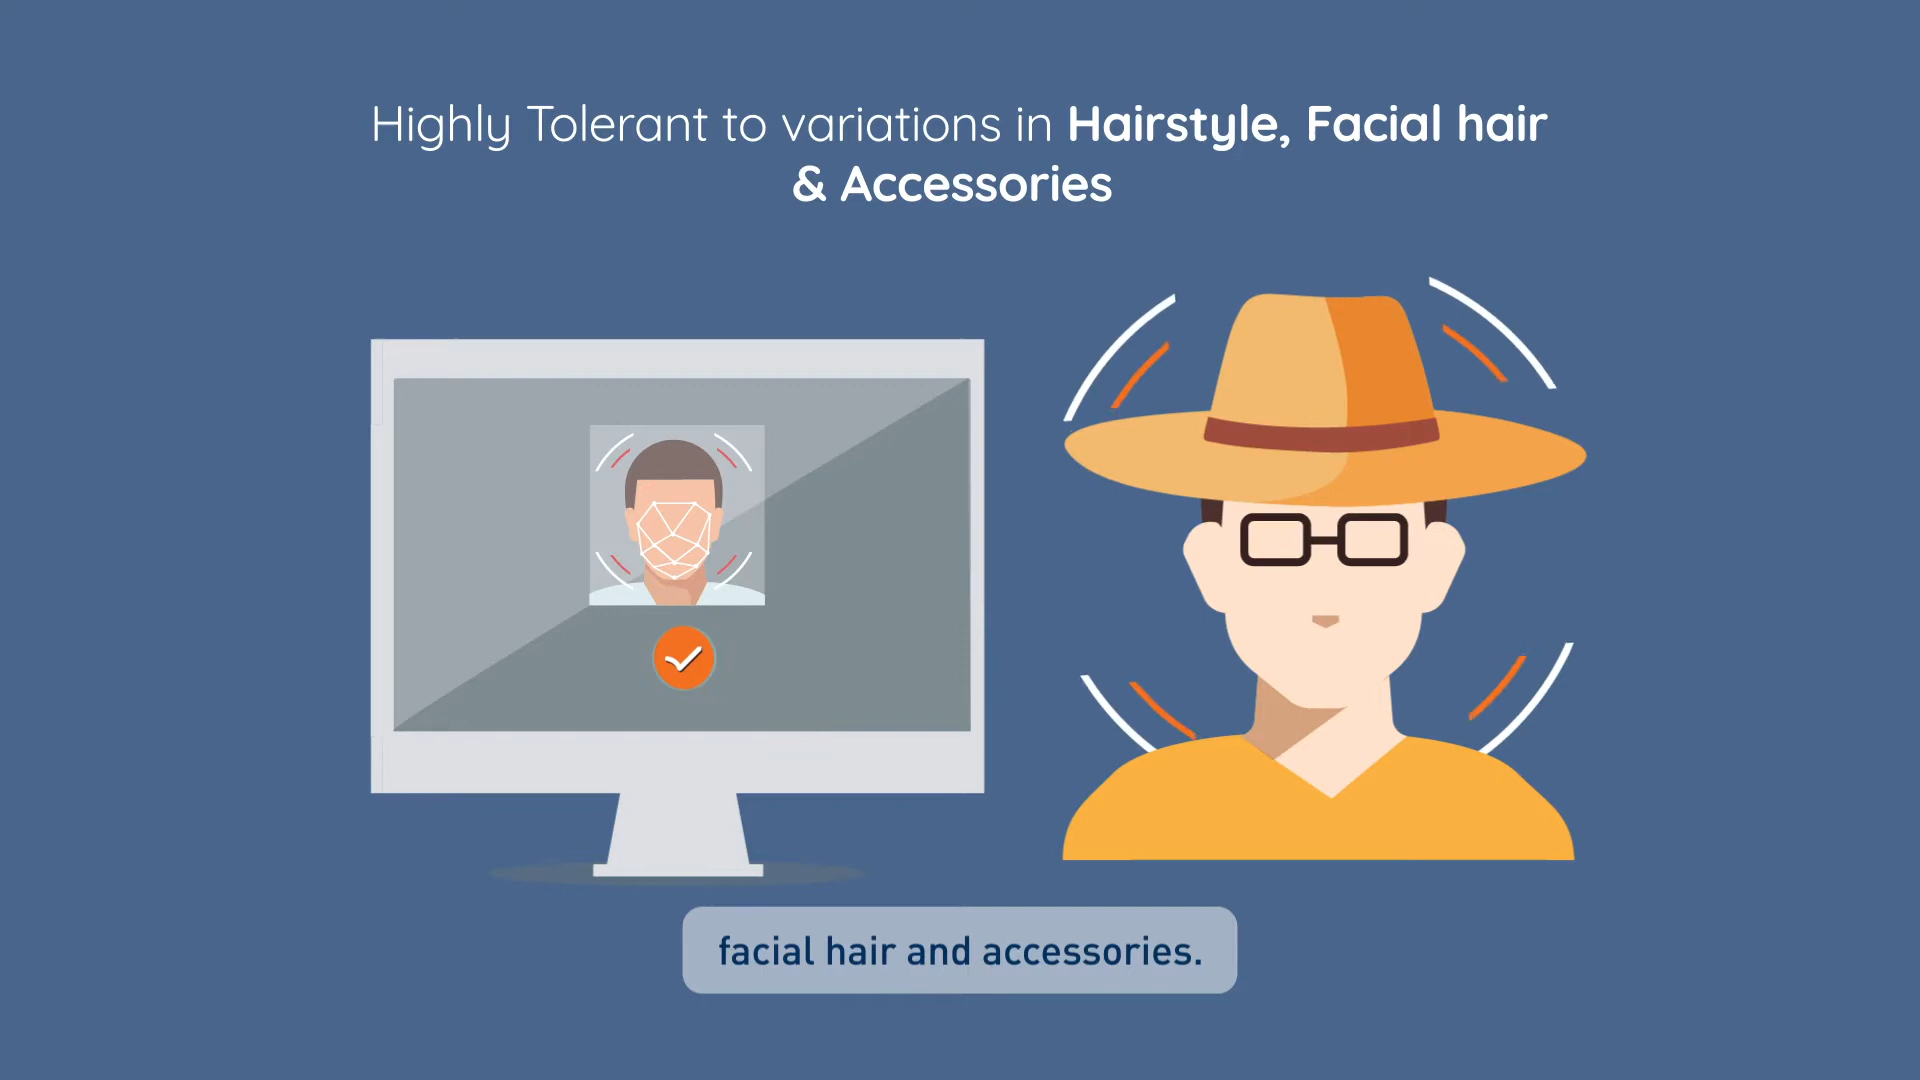 Highly Tolerant to variations in Hairstyle, Facial hair
& Accessories
facial hair and accessories.